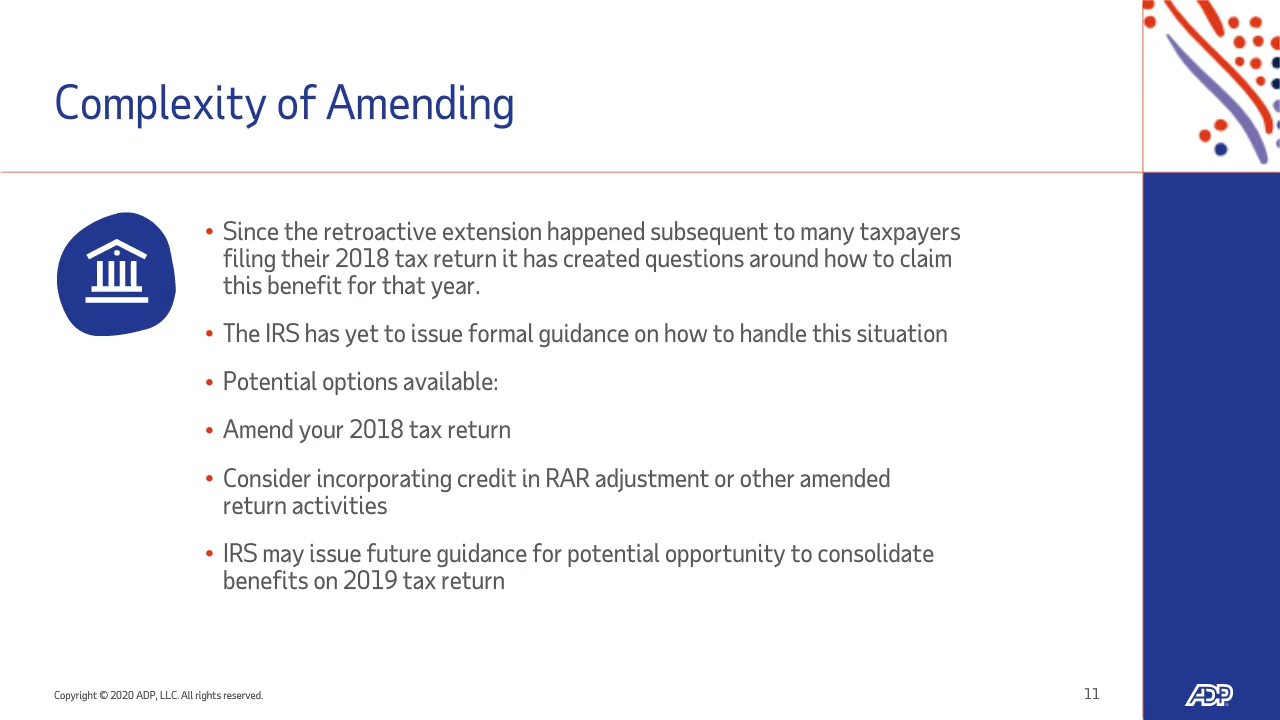 Complexity of Amending
• Since the retroactive extension happened subsequent to many taxpayers
filing their 2018 tax return it has created questions around how to claim
this benefit for that year.
• The IRS has yet to issue formal guidance on how to handle this situation
• Potential options available:
• Amend your 2018 tax return
• Consider incorporating credit in RAR adjustment or other amended
return activities
• IRS may issue future guidance for potential opportunity to consolidate
benefits on 2019 tax return
Copyright © 2020 ADP, LLC. All rights reserved.
11
ADP